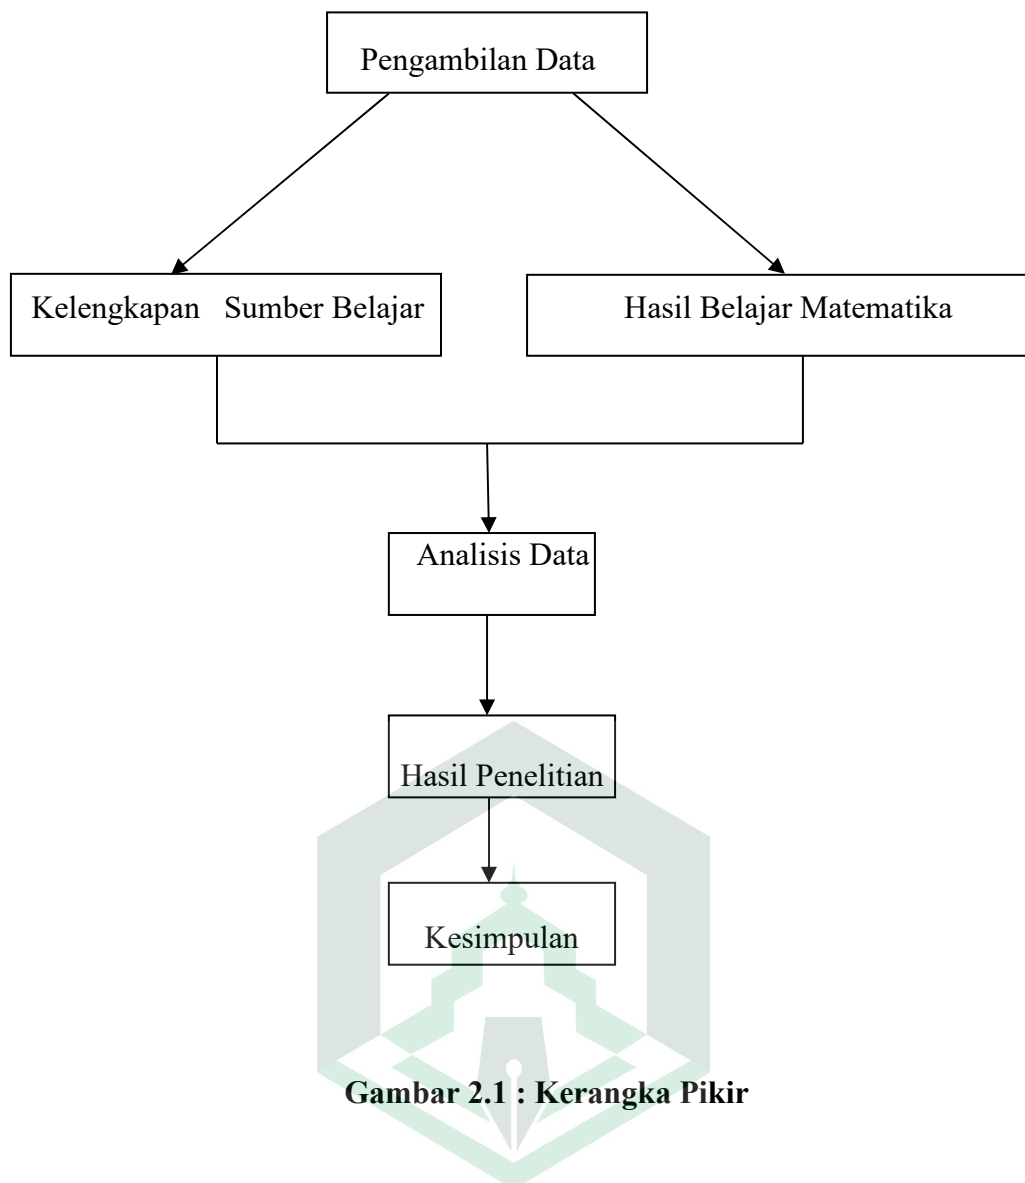 Pengambilan Data
Kelengkapan Sumber Belajar
Hasil Belajar Matematika
Analisis Data
Hasil Penelitian
Kesimpulan
Gambar 2.1 : Kerangka Pikir